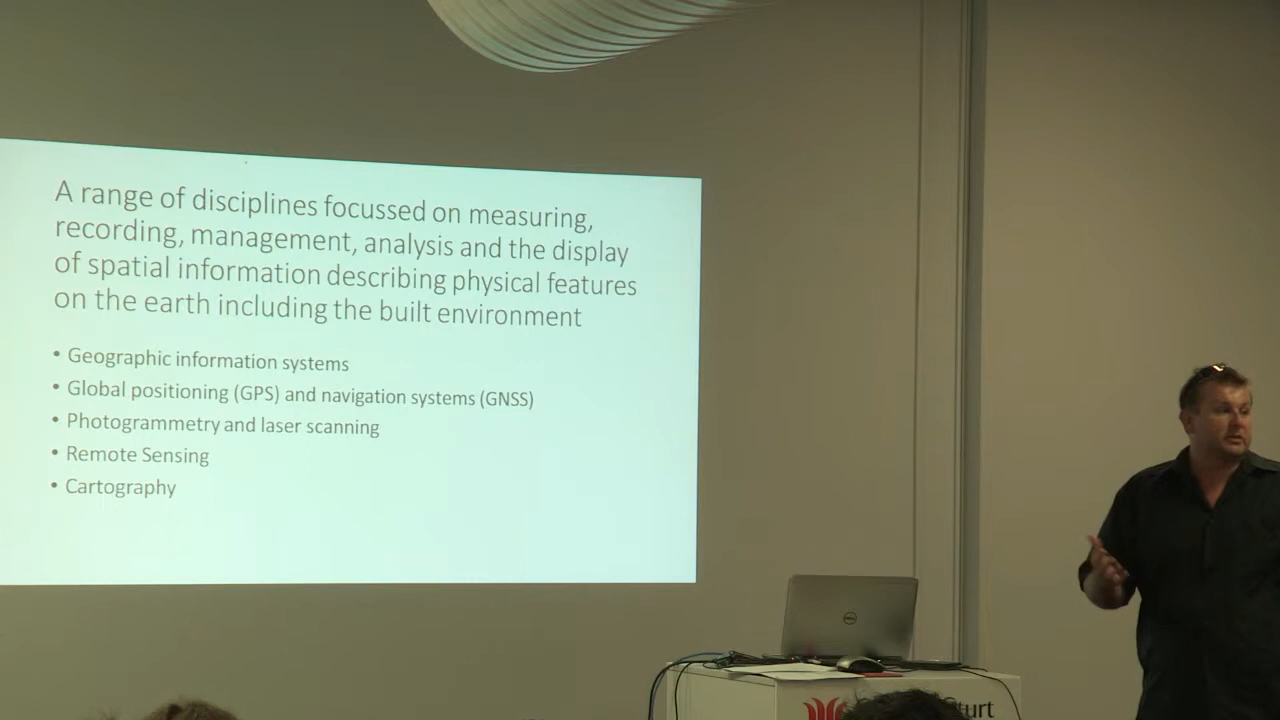 A range of disciplines focussed on measuring,
recording, management, analysis and the display
of spatial information describing physical features
on the earth including the built environment
• Geographic information systems
• Global positioning (GPS) and navigation systems (GNSS)
• Photogrammetry and laser scanning
• Remote Sensing
• Cartography
DELL